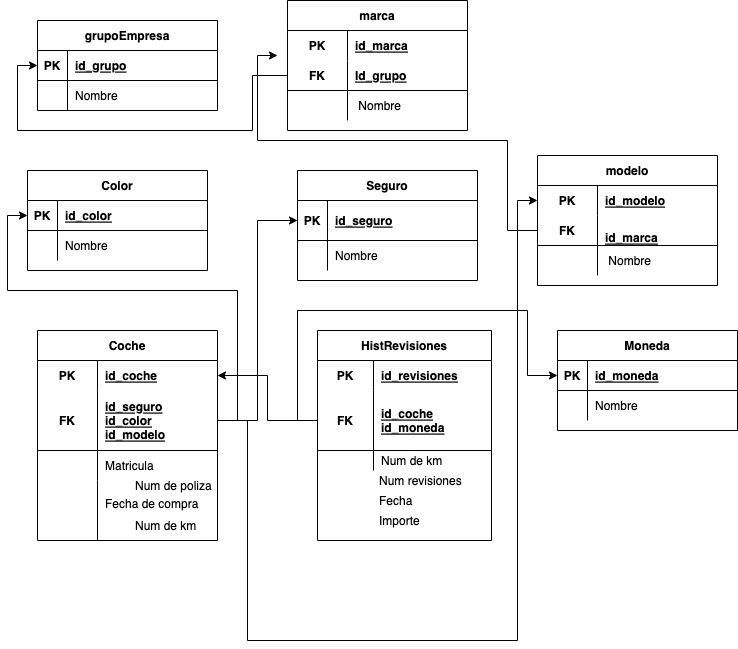 grupoEmpresa
PK id_grupo
Nombre
marca
PK id_marca
FK Id_grupo
Nombre
Color
PK id_color
Nombre
Seguro
PK id_seguro
Nombre
modelo
PK id_modelo
FK id_marca
Nombre
Coche
PK id_coche
FK id_seguro
id_color
id_modelo
Matricula
Num de poliza
Fecha de compra
Num de km
HistRevisiones
PK id_revisiones
FK id_coche
id_moneda
Num de km
Num revisiones
Fecha
Importe
Moneda
PK id_moneda
Nombre